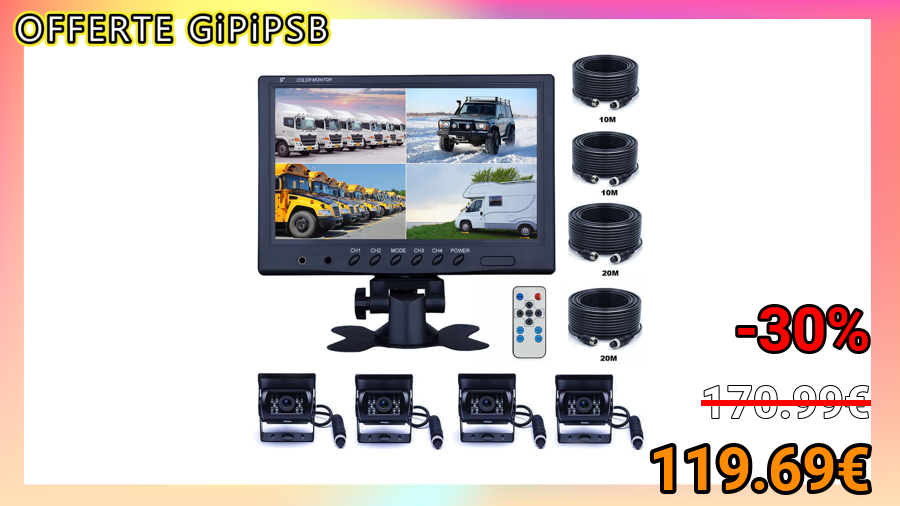 OFFERTE GiPiPSB
9" COLOR MONITOR
CH1 CH2 MODE CH3 CH4 POWER
10M
10M
20M
20M
-30%
170.99€
119.69€